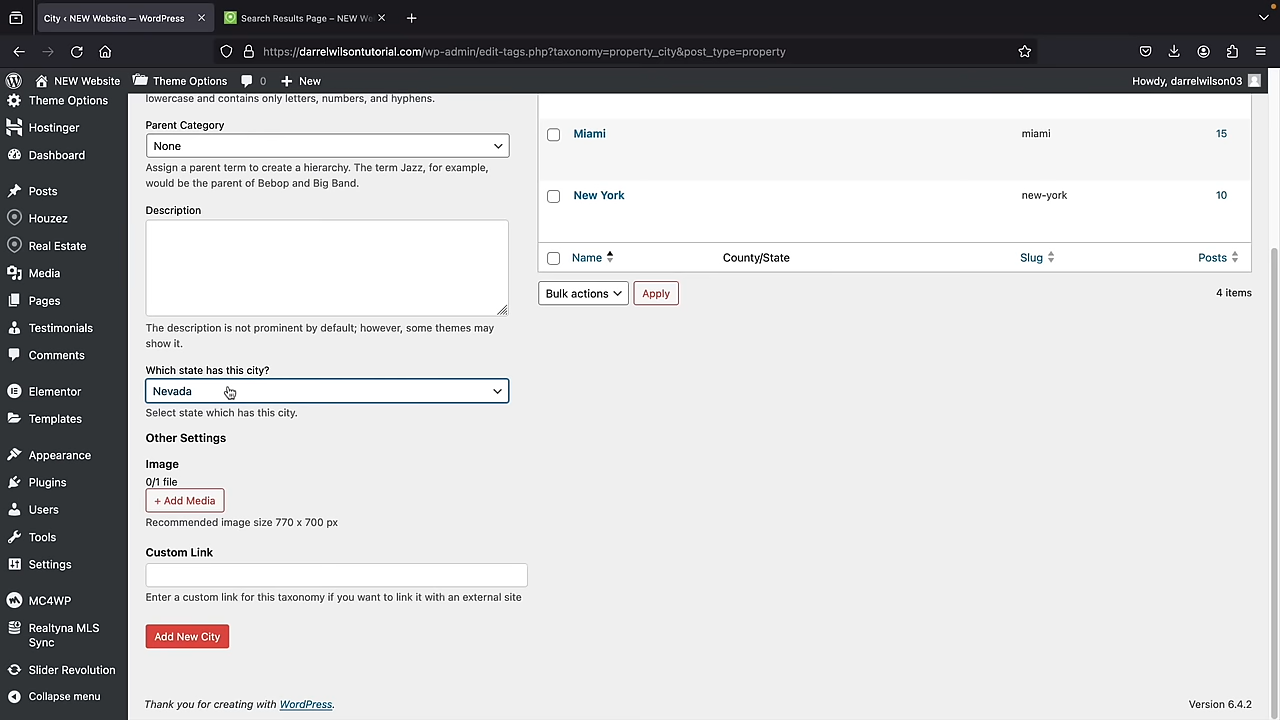 City ‹ NEW Website — WordPress
Search Results Page – NEW We
https://darrelwilsontutorial.com/wp-admin/edit-tags.php?taxonomy=property_city&post_type=property
NEW Website
Theme Options
0
New
Howdy, darrelwilson03
Theme Options
Hostinger
Dashboard
Posts
Houzez
Real Estate
Media
Pages
Testimonials
Comments
Elementor
Templates
Appearance
Plugins
Users
Tools
Settings
MC4WP
Realtyna MLS
Sync
Slider Revolution
Collapse menu
lowercase and contains only letters, numbers, and hyphens.
Parent Category
None
Assign a parent term to create a hierarchy. The term Jazz, for example,
would be the parent of Bebop and Big Band.
Description
The description is not prominent by default; however, some themes may
show it.
Which state has this city?
Nevada
Select state which has this city.
Other Settings
Image
0/1 file
+ Add Media
Recommended image size 770 x 700 px
Custom Link
Enter a custom link for this taxonomy if you want to link it with an external site
Add New City
Miami miami 15
New York new-york 10
Name County/State Slug Posts
Bulk actions Apply 4 items
Thank you for creating with WordPress.
Version 6.4.2